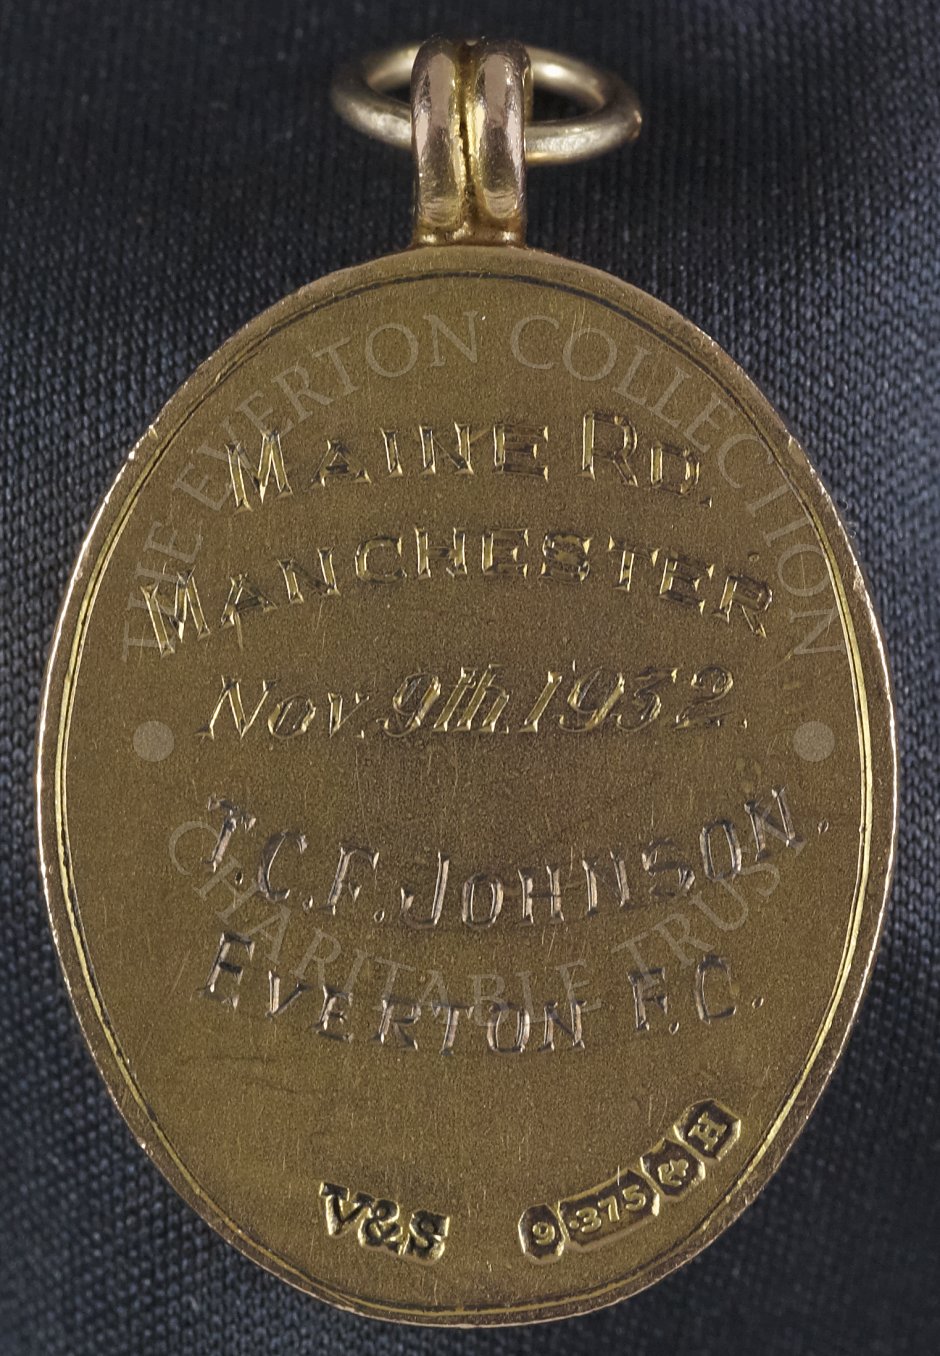 THE EVERTON COLLECTION
MAINE RD.
MANCHESTER
Nov. 9th. 1932.
T.C.F. JOHNSON.
EVERTON F.C.
CHARITABLE TRUST
V&S
9 .375 H